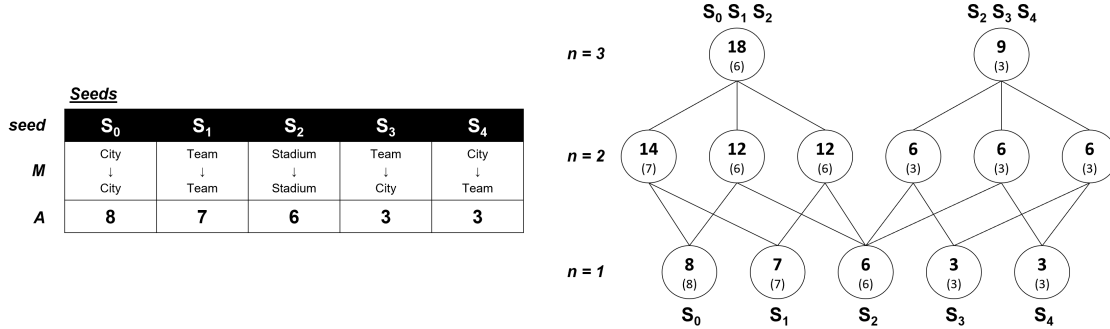 Seeds
seed S₀ S₁ S₂ S₃ S₄
M
City Team Stadium Team City
↓ ↓ ↓ ↓ ↓
City Team Stadium City Team
A 8 7 6 3 3
S₀ S₁ S₂ S₂ S₃ S₄
n = 3
18 9
(6) (3)
n = 2
14 12 12 6 6 6
(7) (6) (6) (3) (3) (3)
n = 1
8 7 6 3 3
(8) (7) (6) (3) (3)
S₀ S₁ S₂ S₃ S₄